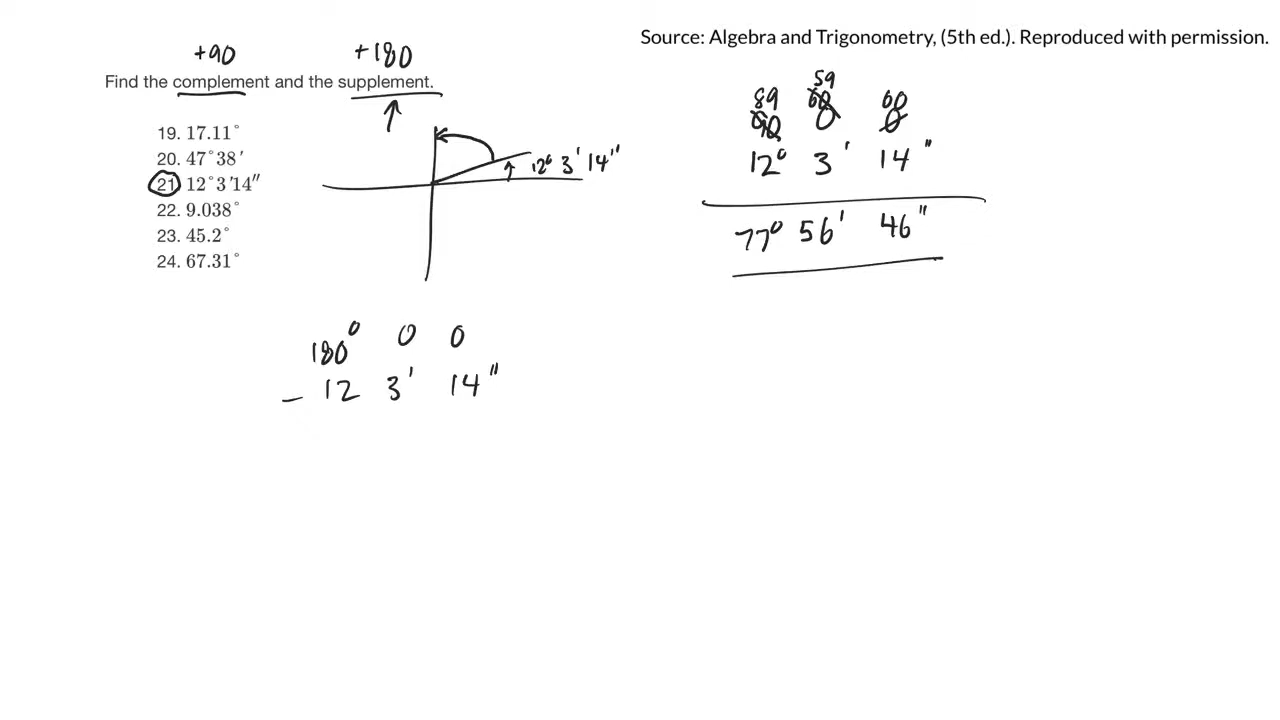 Source: Algebra and Trigonometry, (5th ed.). Reproduced with permission.
+90 +180
Find the complement and the supplement.
19. 17.11°
20. 47°38′
21 12°3′14″
22. 9.038°
23. 45.2°
24. 67.31°
12° 3' 14"
59
89 60 60
90 0 0
12° 3' 14"
77° 56' 46"
180° 0 0
- 12 3' 14"